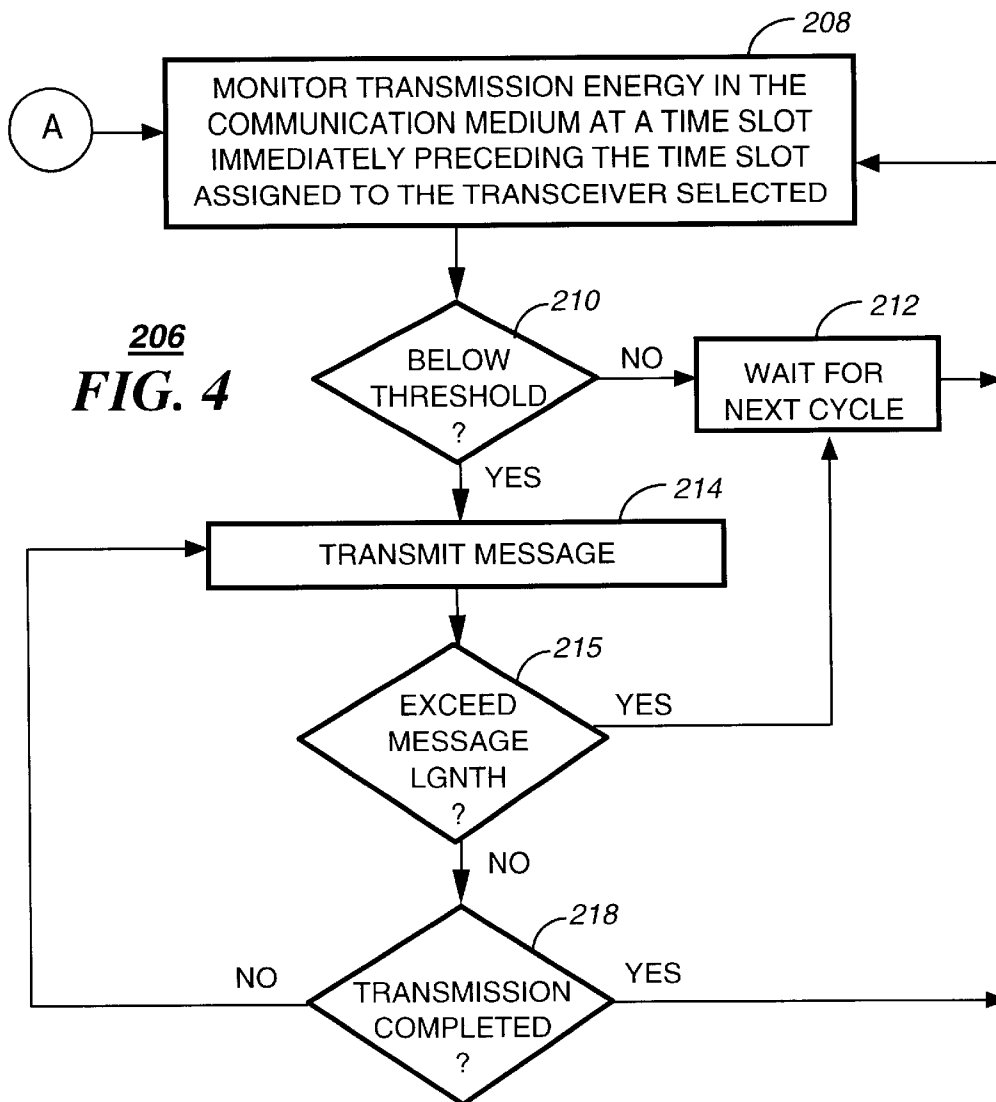 208
A
MONITOR TRANSMISSION ENERGY IN THE
COMMUNICATION MEDIUM AT A TIME SLOT
IMMEDIATELY PRECEDING THE TIME SLOT
ASSIGNED TO THE TRANSCEIVER SELECTED
210
212
206
FIG. 4
BELOW
THRESHOLD
?
NO
WAIT FOR
NEXT CYCLE
YES
214
TRANSMIT MESSAGE
215
EXCEED
MESSAGE
LGNTH
?
YES
NO
218
NO
YES
TRANSMISSION
COMPLETED
?